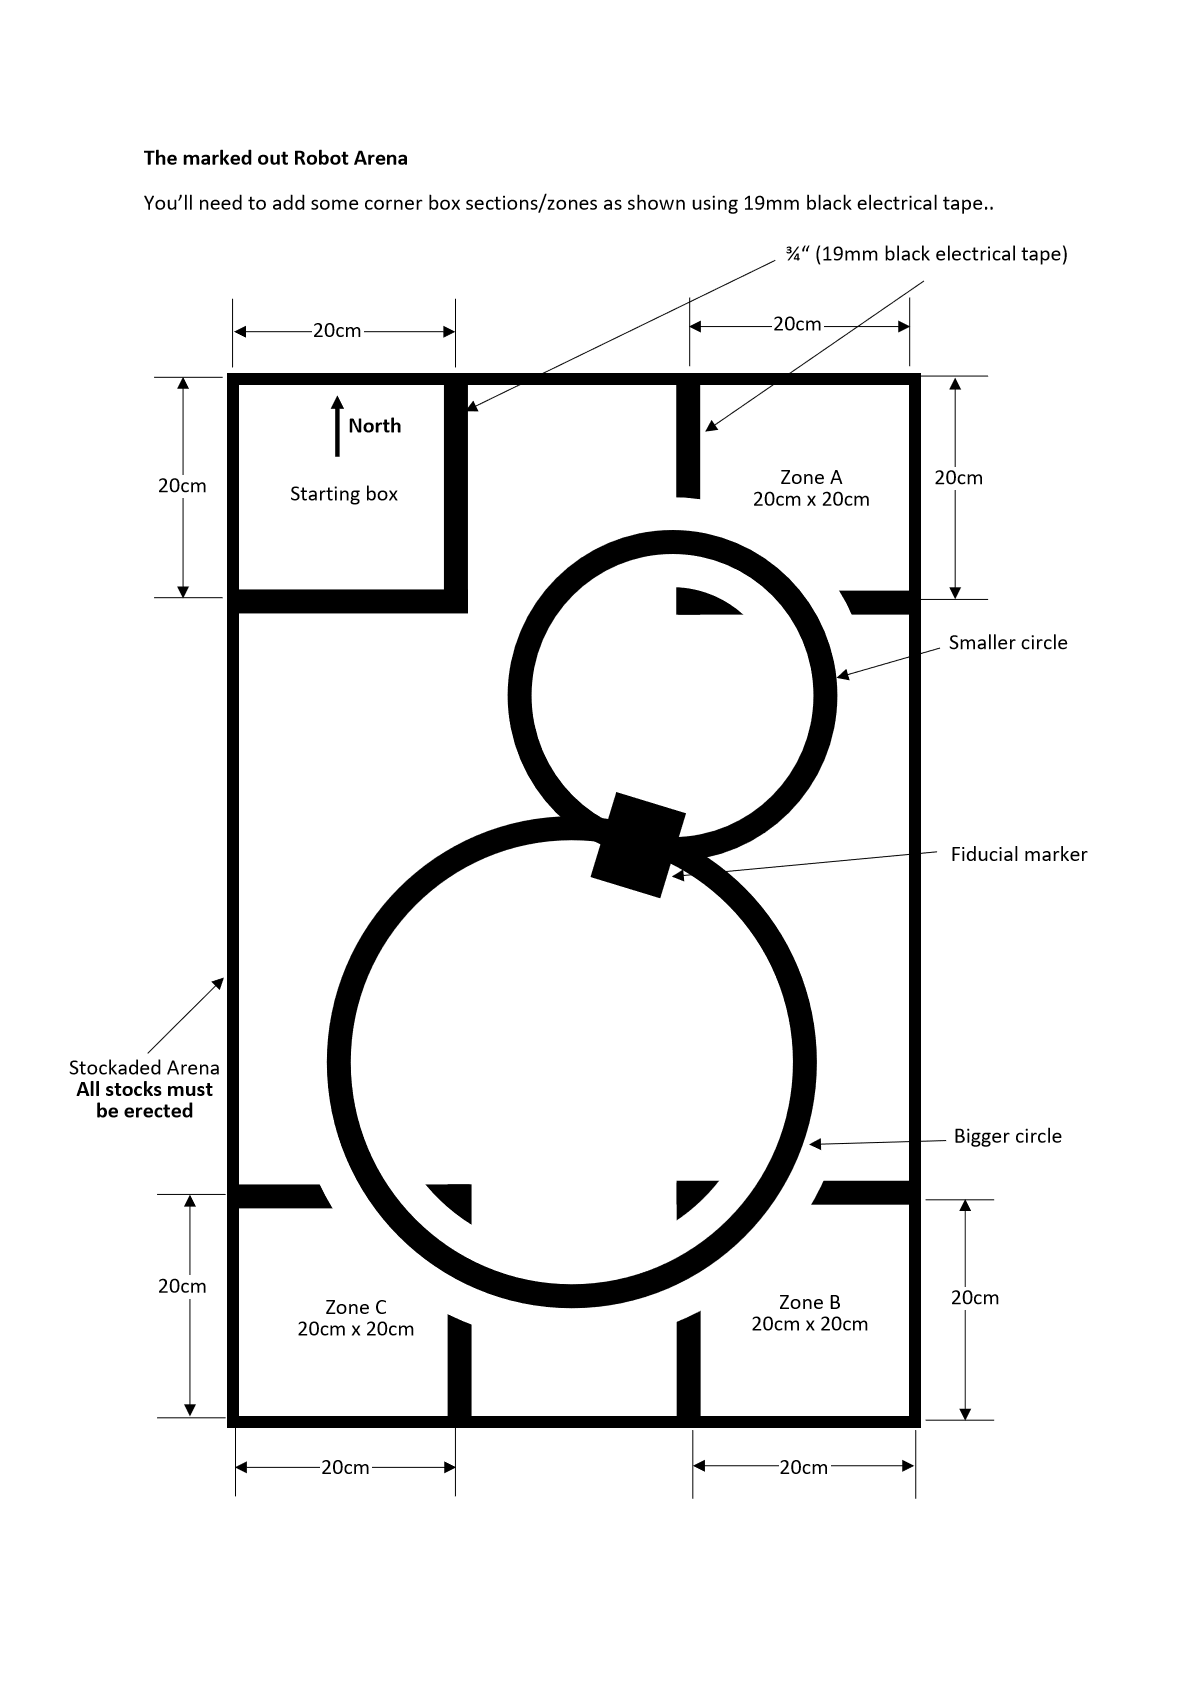 The marked out Robot Arena
You’ll need to add some corner box sections/zones as shown using 19mm black electrical tape..
¾“ (19mm black electrical tape)
20cm
20cm
North
Starting box
20cm
Zone A
20cm x 20cm
20cm
Smaller circle
Fiducial marker
Stockaded Arena
All stocks must
be erected
Bigger circle
20cm
Zone C
20cm x 20cm
Zone B
20cm x 20cm
20cm
20cm
20cm